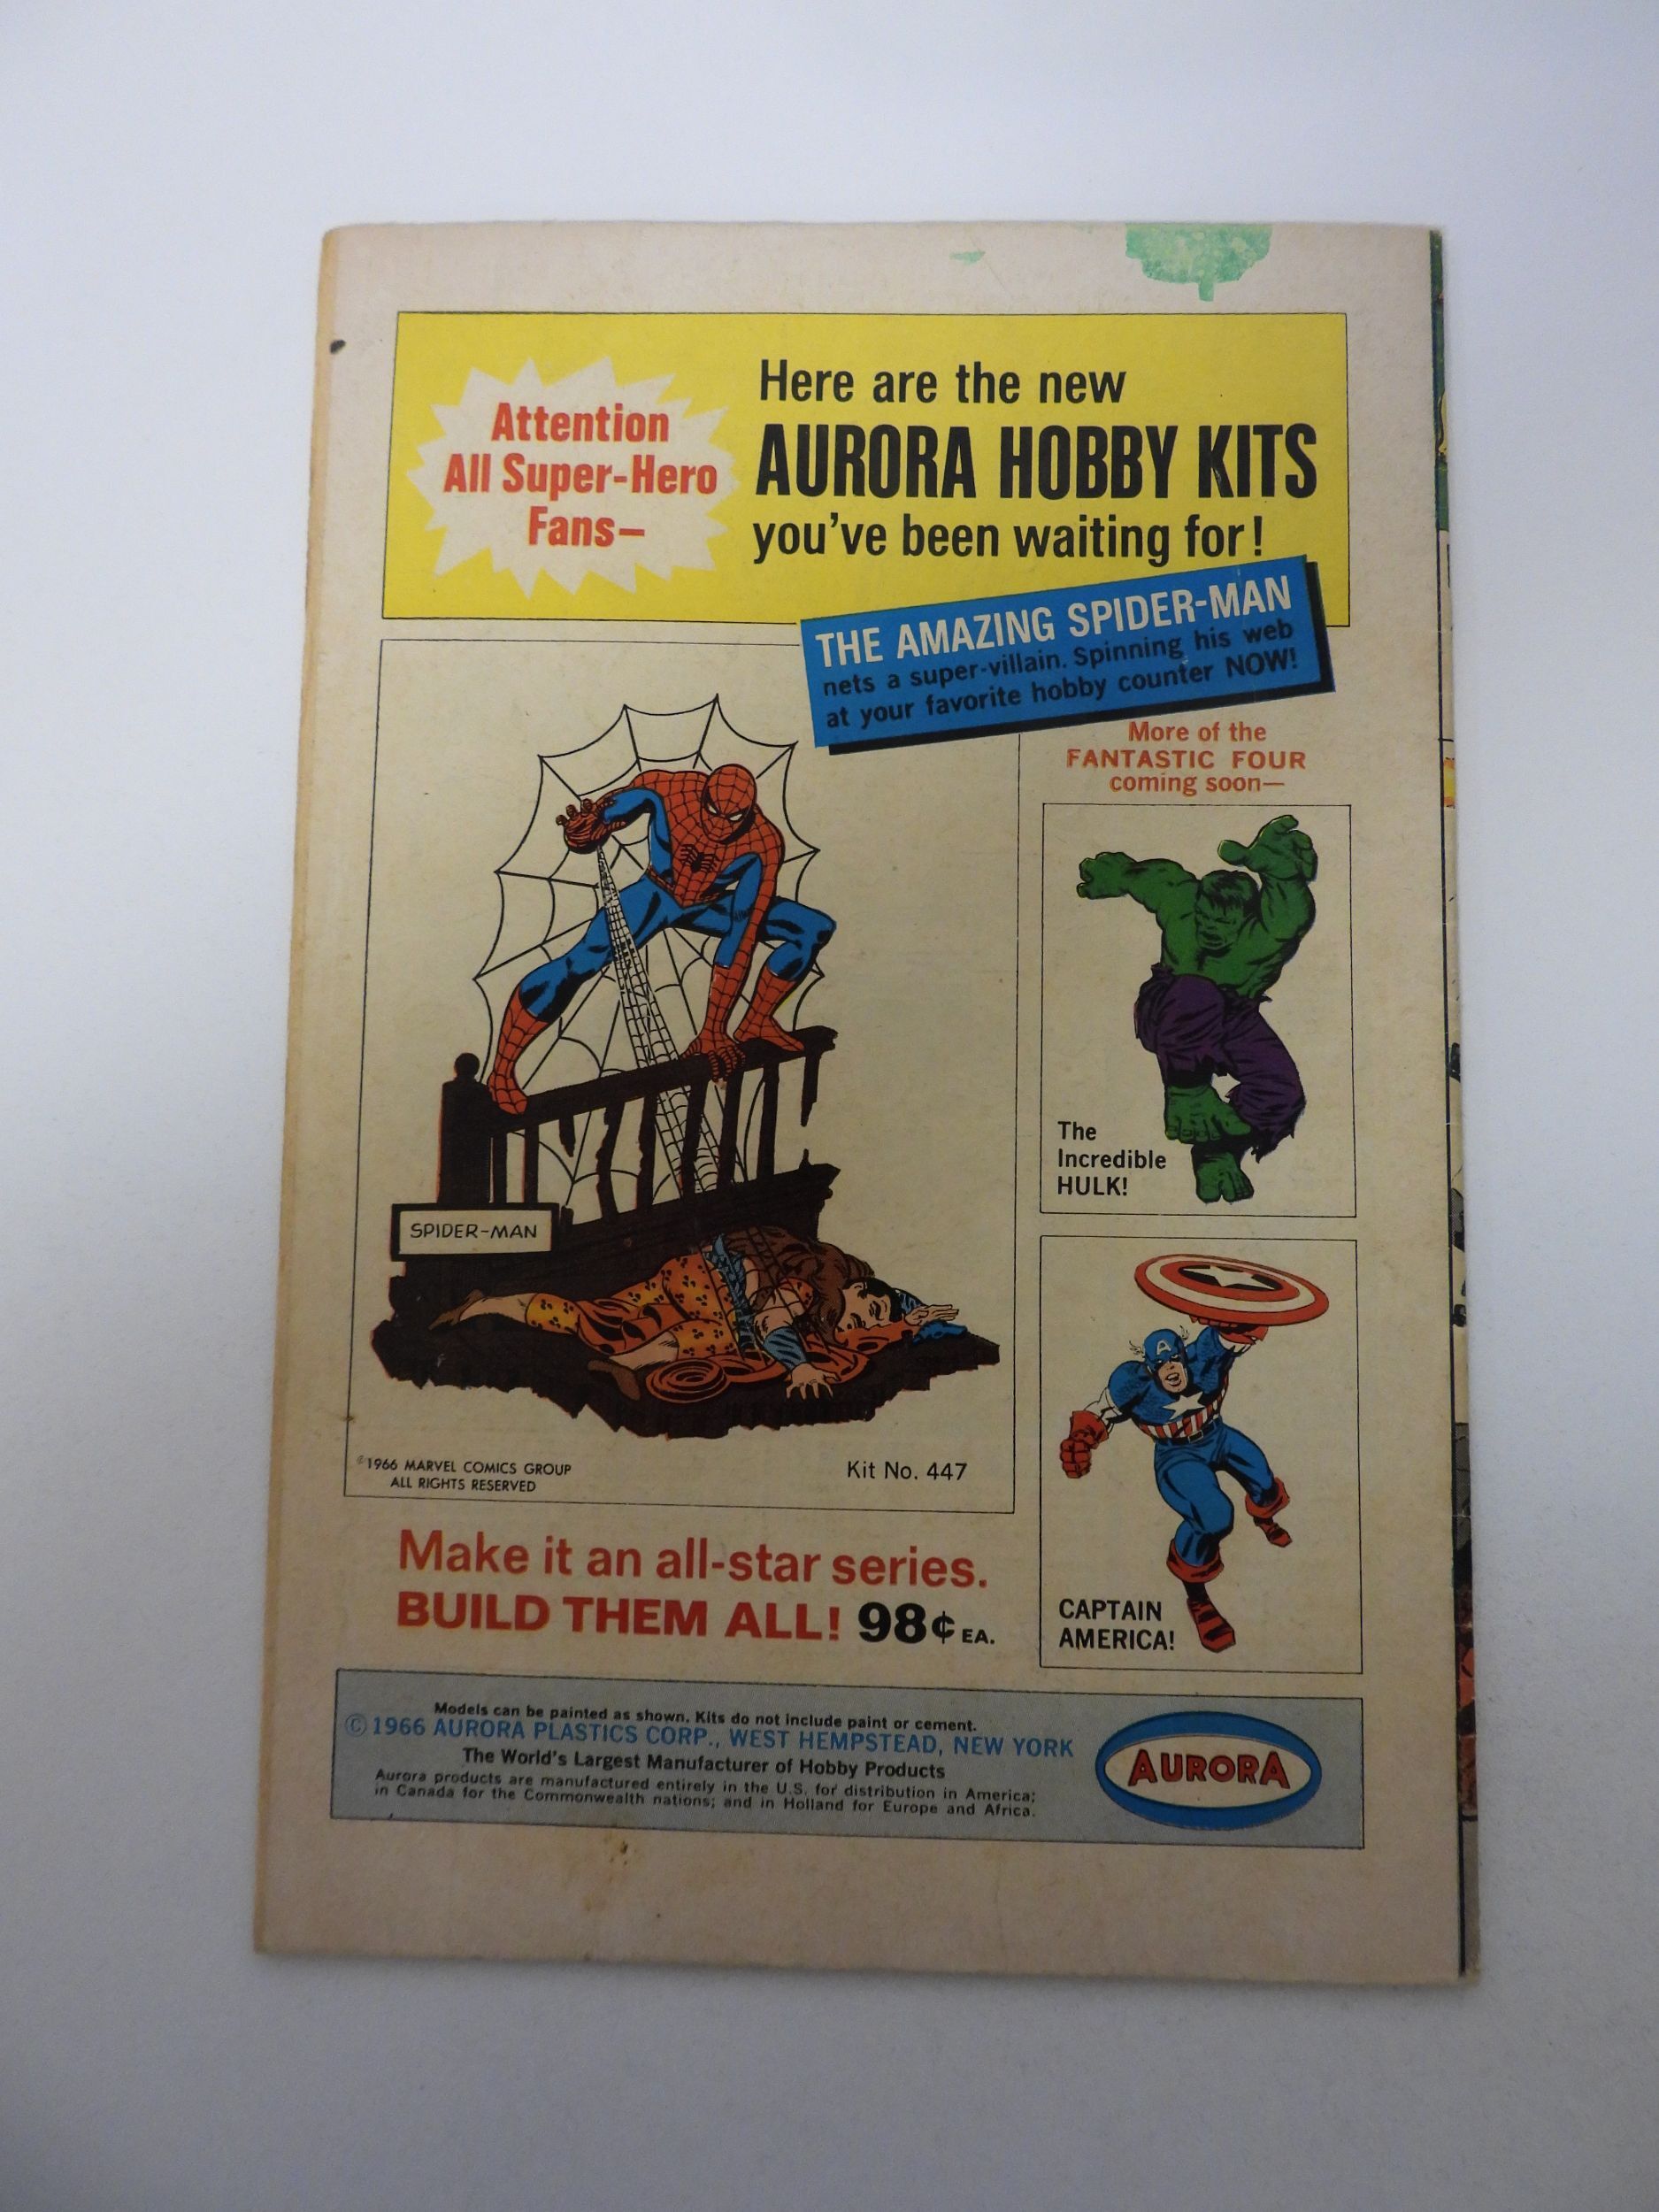 Attention
All Super-Hero
Fans—
Here are the new
AURORA HOBBY KITS
you've been waiting for!
THE AMAZING SPIDER-MAN
nets a super-villain. Spinning his web
at your favorite hobby counter NOW!
More of the
FANTASTIC FOUR
coming soon—
The
Incredible
HULK!
SPIDER-MAN
A
©1966 MARVEL COMICS GROUP
ALL RIGHTS RESERVED
Kit No. 447
CAPTAIN
AMERICA!
Make it an all-star series.
BUILD THEM ALL! 98¢ EA.
Models can be painted as shown. Kits do not include paint or cement.
©1966 AURORA PLASTICS CORP., WEST HEMPSTEAD, NEW YORK
The World's Largest Manufacturer of Hobby Products
Aurora products are manufactured entirely in the U.S. for distribution in America;
in Canada for the Commonwealth nations; and in Holland for Europe and Africa.
AURORA